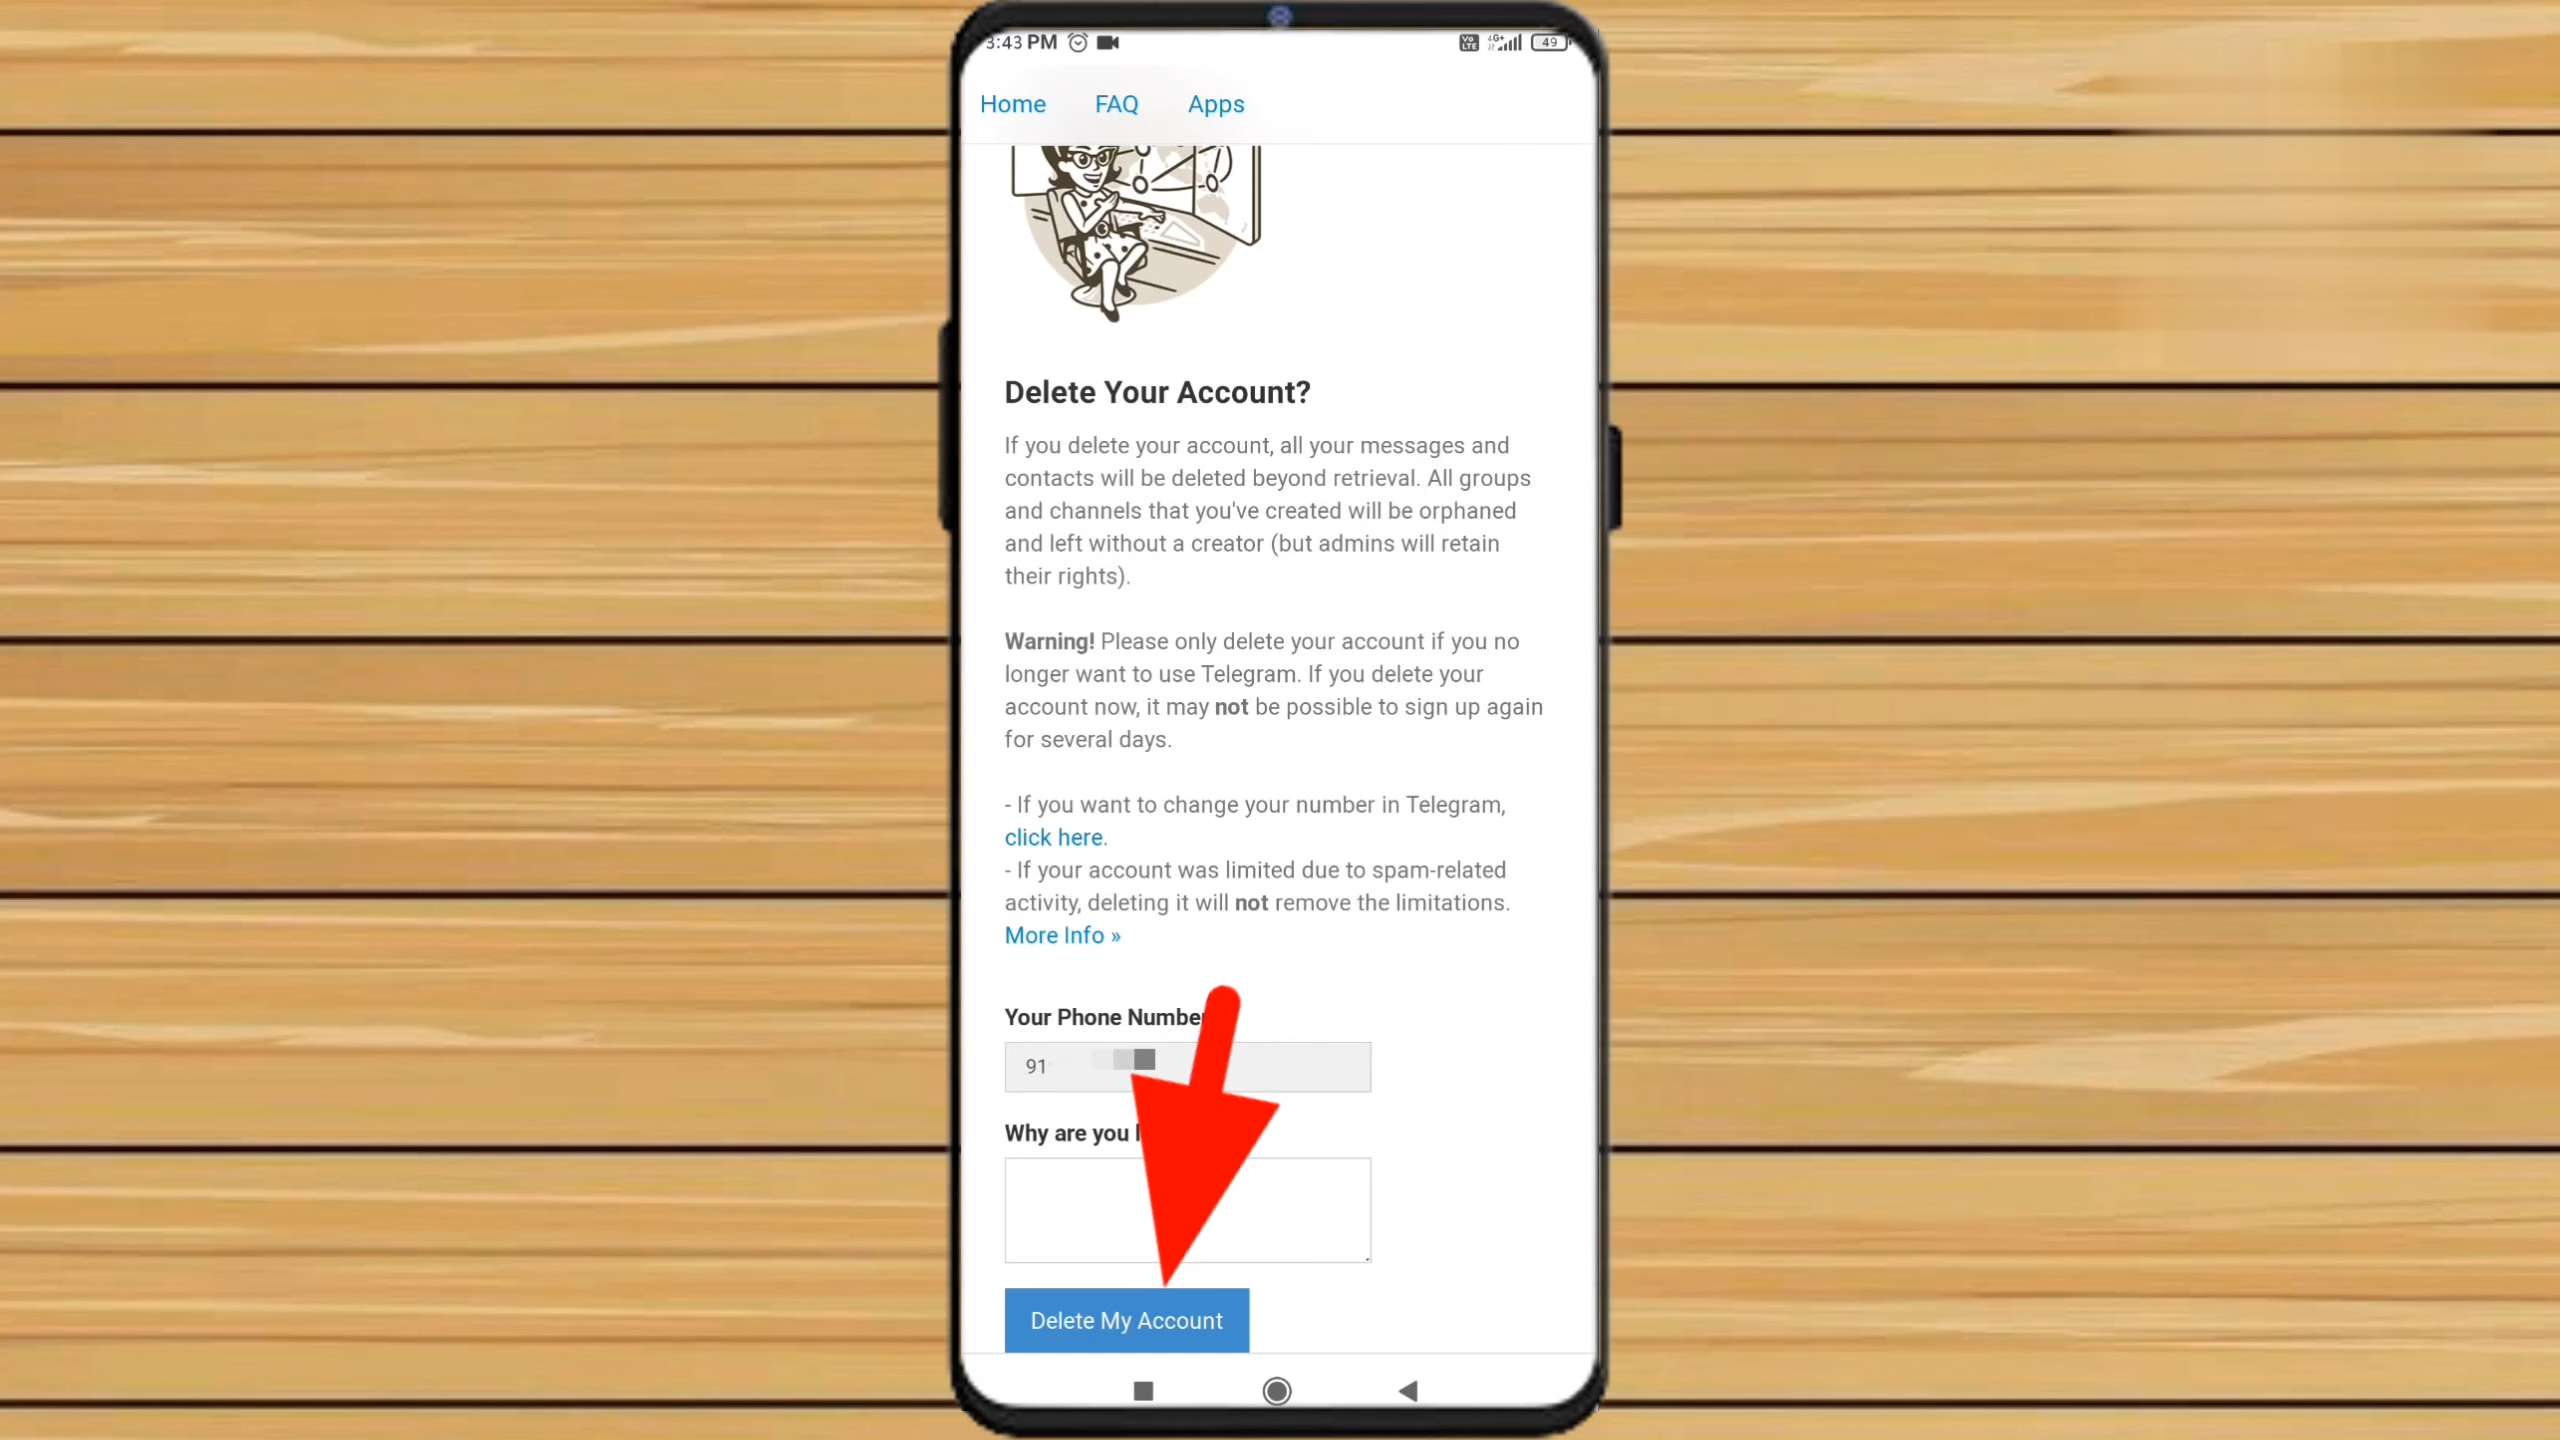 3:43 PM
Vo LTE 4G+ 49
Home FAQ Apps
Delete Your Account?
If you delete your account, all your messages and
contacts will be deleted beyond retrieval. All groups
and channels that you've created will be orphaned
and left without a creator (but admins will retain
their rights).
Warning! Please only delete your account if you no
longer want to use Telegram. If you delete your
account now, it may not be possible to sign up again
for several days.
- If you want to change your number in Telegram,
click here.
- If your account was limited due to spam-related
activity, deleting it will not remove the limitations.
More Info »
Your Phone Number
91
Why are you
Delete My Account